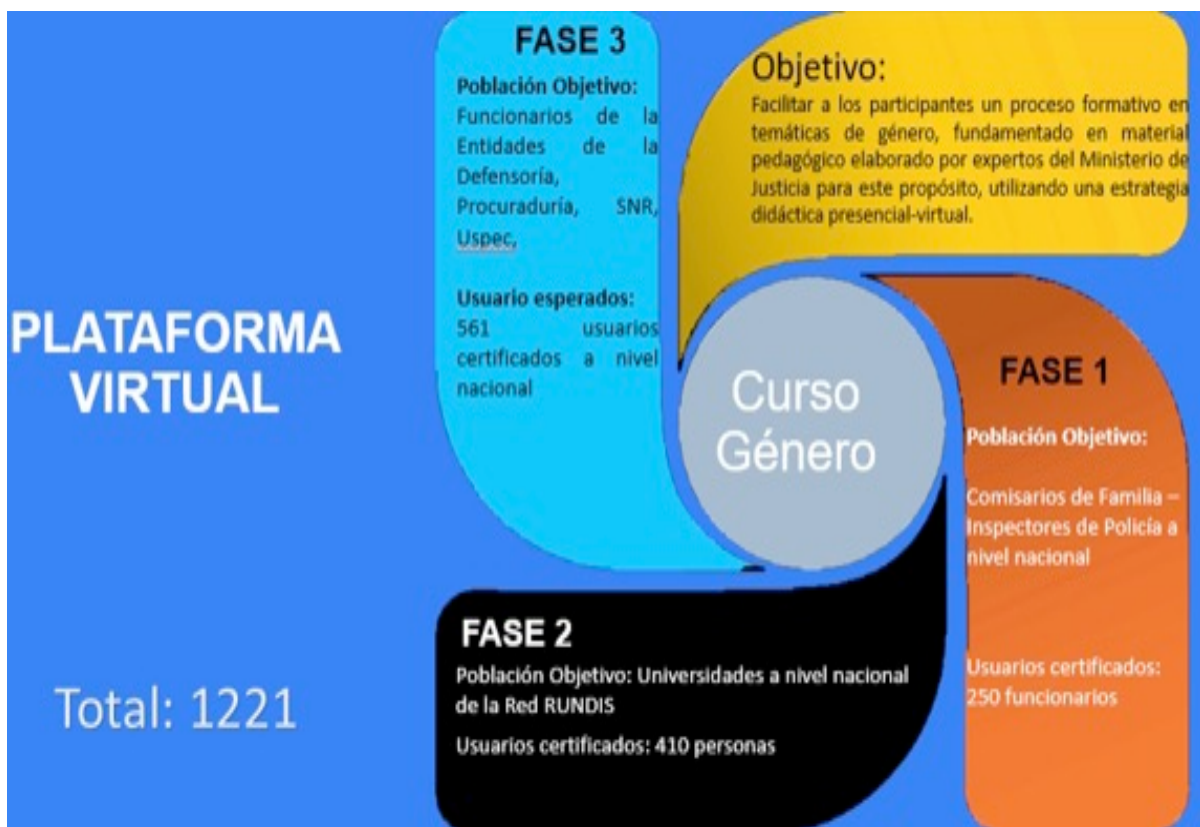 PLATAFORMA
VIRTUAL
Total: 1221
FASE 3
Población Objetivo:
Funcionarios de la
Entidades de la
Defensoría,
Procuraduría, SNR,
Uspec,
Usuario esperados:
561 usuarios
certificados a nivel
nacional
Objetivo:
Facilitar a los participantes un proceso formativo en
temáticas de género, fundamentado en material
pedagógico elaborado por expertos del Ministerio de
Justicia para este propósito, utilizando una estrategia
didáctica presencial-virtual.
Curso
Género
FASE 1
Población Objetivo:
Comisarios de Familia –
Inspectores de Policía a
nivel nacional
Usuarios certificados:
250 funcionarios
FASE 2
Población Objetivo: Universidades a nivel nacional
de la Red RUNDIS
Usuarios certificados: 410 personas